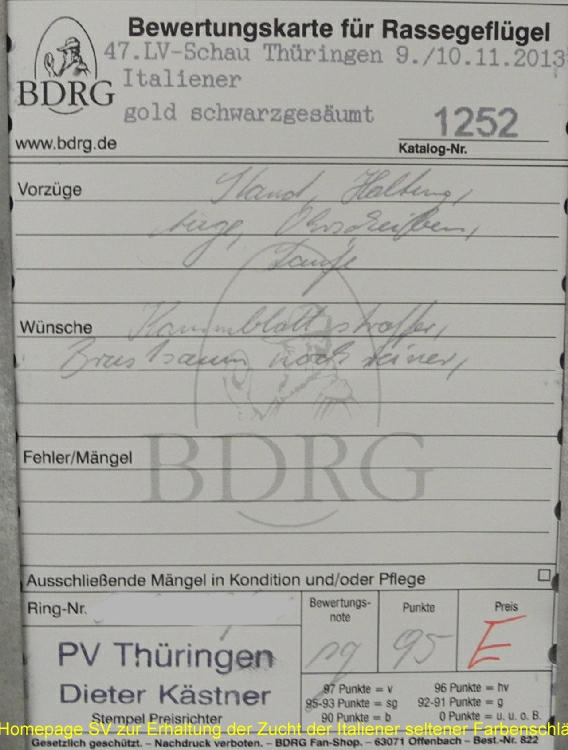 Bewertungskarte für Rassegeflügel
47.LV-Schau Thüringen 9./10.11.2013
Italiener
gold schwarzgesäumt
BDRG
1252
www.bdrg.de
Katalog-Nr.
Vorzüge
Stand, Haltung,
Auge, Ohrscheiben,
Läufe
Wünsche
Kammblatt straffer,
Brustsaum noch reiner,
BDRG
Fehler/Mängel
Ausschließende Mängel in Kondition und/oder Pflege
Ring-Nr.
Bewertungs-
note
Punkte
Preis
sg
95
E
PV Thüringen
Dieter Kästner
Stempel Preisrichter
97 Punkte = v
96 Punkte = hv
95-93 Punkte = sg
92-91 Punkte = g
90 Punkte = b
0 Punkte = u. u. o. B.
Homepage SV zur Erhaltung der Zucht der Italiener seltener Farbenschlä
Gesetzlich geschützt. – Nachdruck verboten. – BDRG Fan-Shop. – 63071 Offenbach – Best-Nr. 822